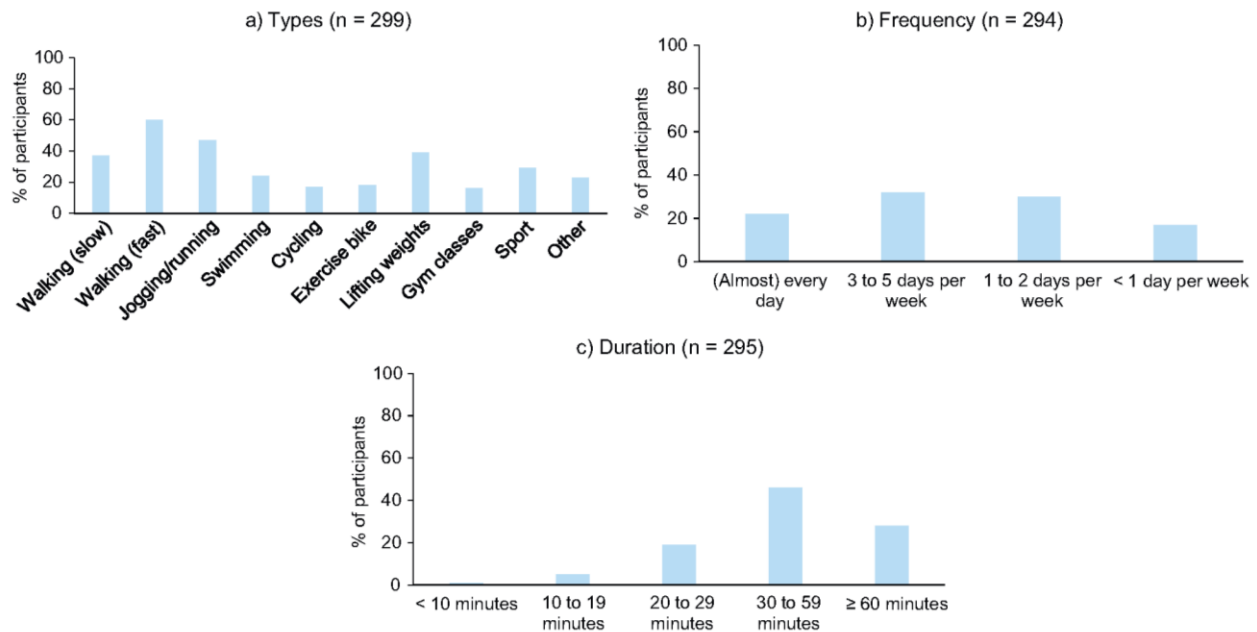 a) Types (n = 299)
% of participants
100
80
60
40
20
0
Walking (slow)
Walking (fast)
Jogging/running
Swimming
Cycling
Exercise bike
Lifting weights
Gym classes
Sport
Other
b) Frequency (n = 294)
% of participants
100
80
60
40
20
0
(Almost) every
day
3 to 5 days per
week
1 to 2 days per
week
< 1 day per week
c) Duration (n = 295)
% of participants
100
80
60
40
20
0
< 10 minutes
10 to 19
minutes
20 to 29
minutes
30 to 59
minutes
≥ 60 minutes